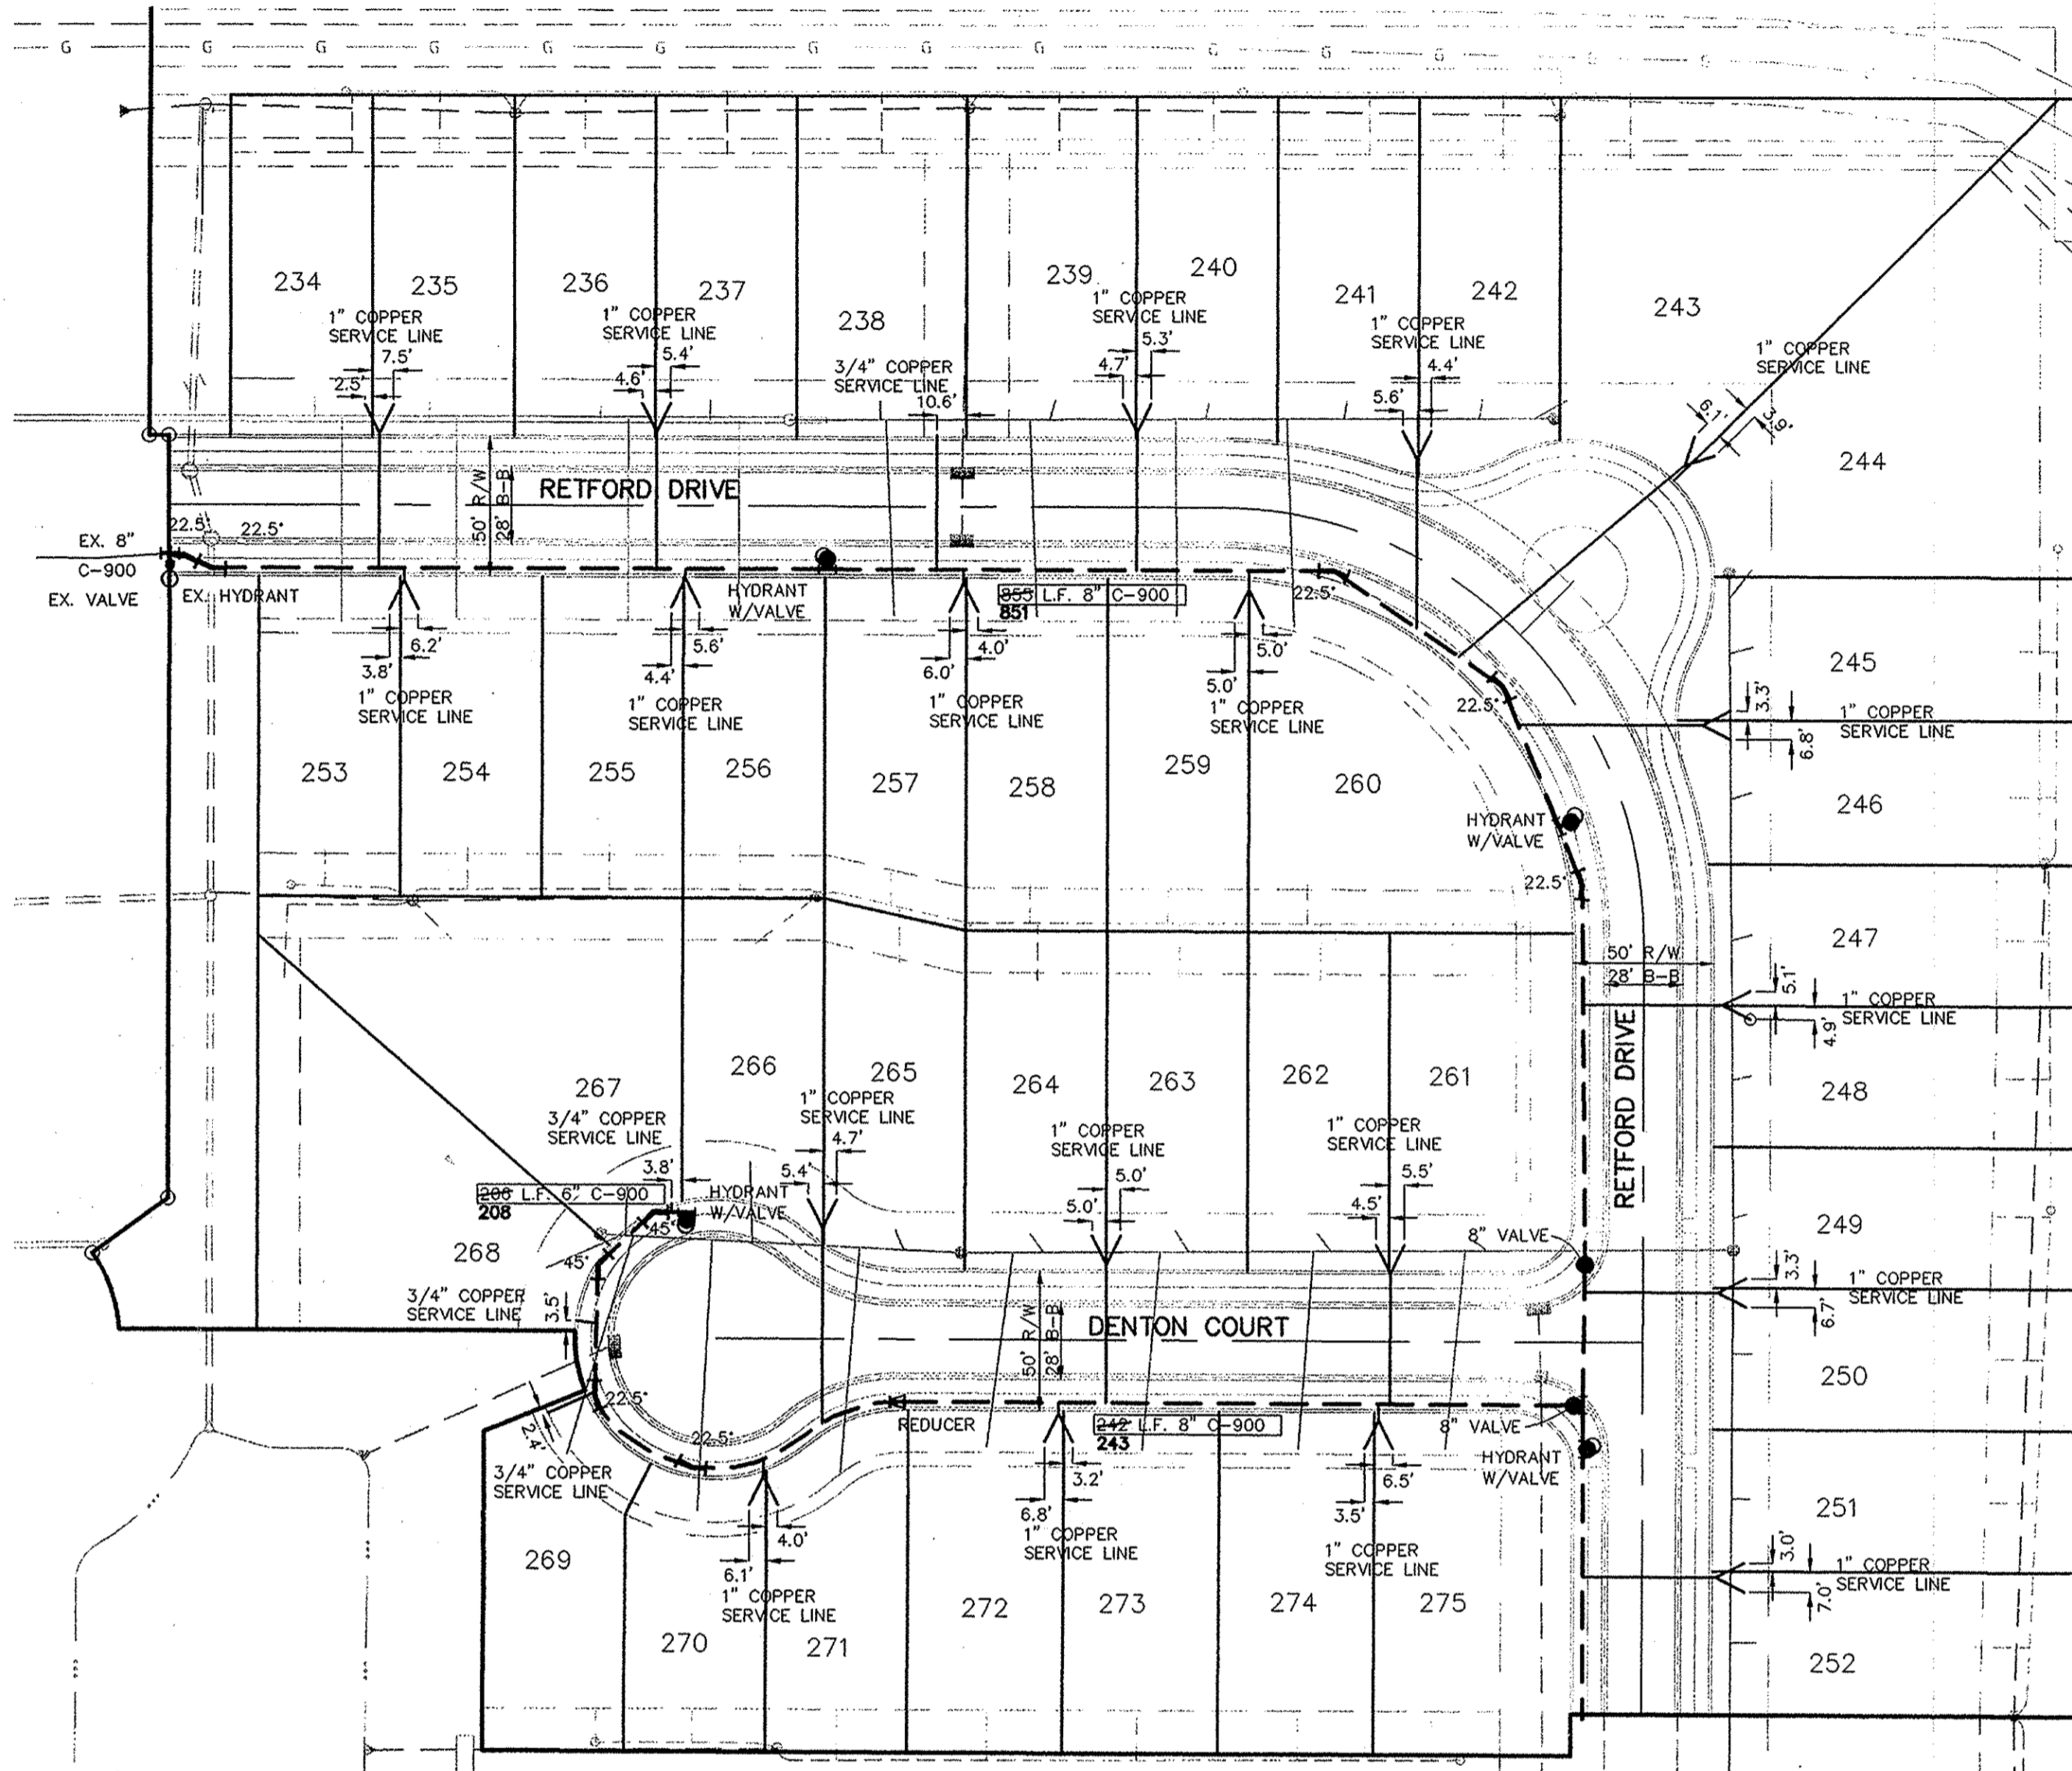 G G G G G G G G G G G G G
234
235
236
237
238
239
240
241
242
243
244
1" COPPER
SERVICE LINE
7.5'
2.5'
1" COPPER
SERVICE LINE
5.4'
4.6'
3/4" COPPER
SERVICE LINE
10.6'
1" COPPER
SERVICE LINE
5.3'
4.7'
1" COPPER
SERVICE LINE
4.4'
5.6'
1" COPPER
SERVICE LINE
6.1'
3.9'
RETFORD DRIVE
50' R/W
28' B-B
22.5°
22.5°
EX. 8"
C-900
EX. VALVE
EX. HYDRANT
HYDRANT
W/VALVE
855 L.F. 8" C-900
851
22.5°
6.2'
3.8'
1" COPPER
SERVICE LINE
5.6'
4.4'
1" COPPER
SERVICE LINE
4.0'
6.0'
1" COPPER
SERVICE LINE
5.0'
5.0'
1" COPPER
SERVICE LINE
22.5°
245
3.3'
6.8'
1" COPPER
SERVICE LINE
253
254
255
256
257
258
259
260
246
HYDRANT
W/VALVE
22.5°
247
50' R/W
28' B-B
5.1'
4.9'
1" COPPER
SERVICE LINE
RETFORD DRIVE
267
266
265
264
263
262
261
248
3/4" COPPER
SERVICE LINE
3.8'
1" COPPER
SERVICE LINE
4.7'
5.4'
1" COPPER
SERVICE LINE
5.0'
5.0'
1" COPPER
SERVICE LINE
5.5'
4.5'
206 L.F. 6" C-900
208
HYDRANT
W/VALVE
45°
45°
268
8" VALVE
249
3.3'
6.7'
1" COPPER
SERVICE LINE
3/4" COPPER
SERVICE LINE
3.5'
DENTON COURT
50' R/W
28' B-B
250
22.5°
22.5°
REDUCER
242 L.F. 8" C-900
243
8" VALVE
HYDRANT
W/VALVE
2.4'
3/4" COPPER
SERVICE LINE
4.0'
6.1'
1" COPPER
SERVICE LINE
3.2'
6.8'
1" COPPER
SERVICE LINE
6.5'
3.5'
1" COPPER
SERVICE LINE
251
3.0'
7.0'
1" COPPER
SERVICE LINE
269
270
271
272
273
274
275
252